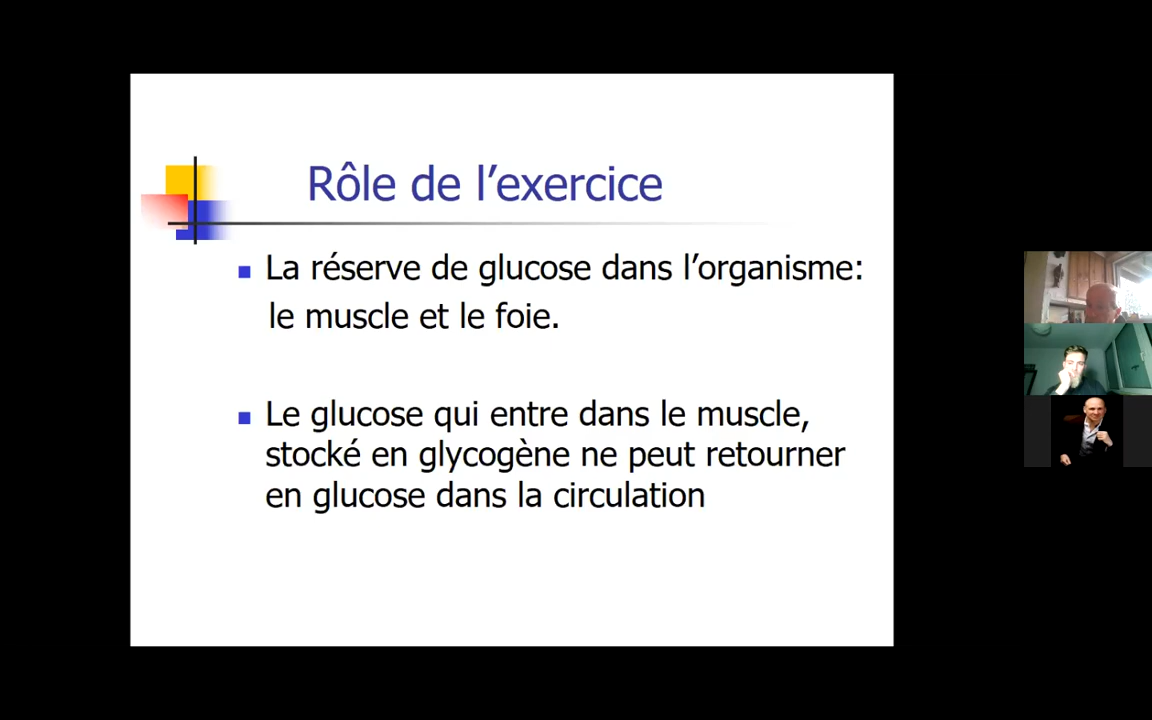 Rôle de l’exercice
La réserve de glucose dans l’organisme:
le muscle et le foie.
Le glucose qui entre dans le muscle,
stocké en glycogène ne peut retourner
en glucose dans la circulation